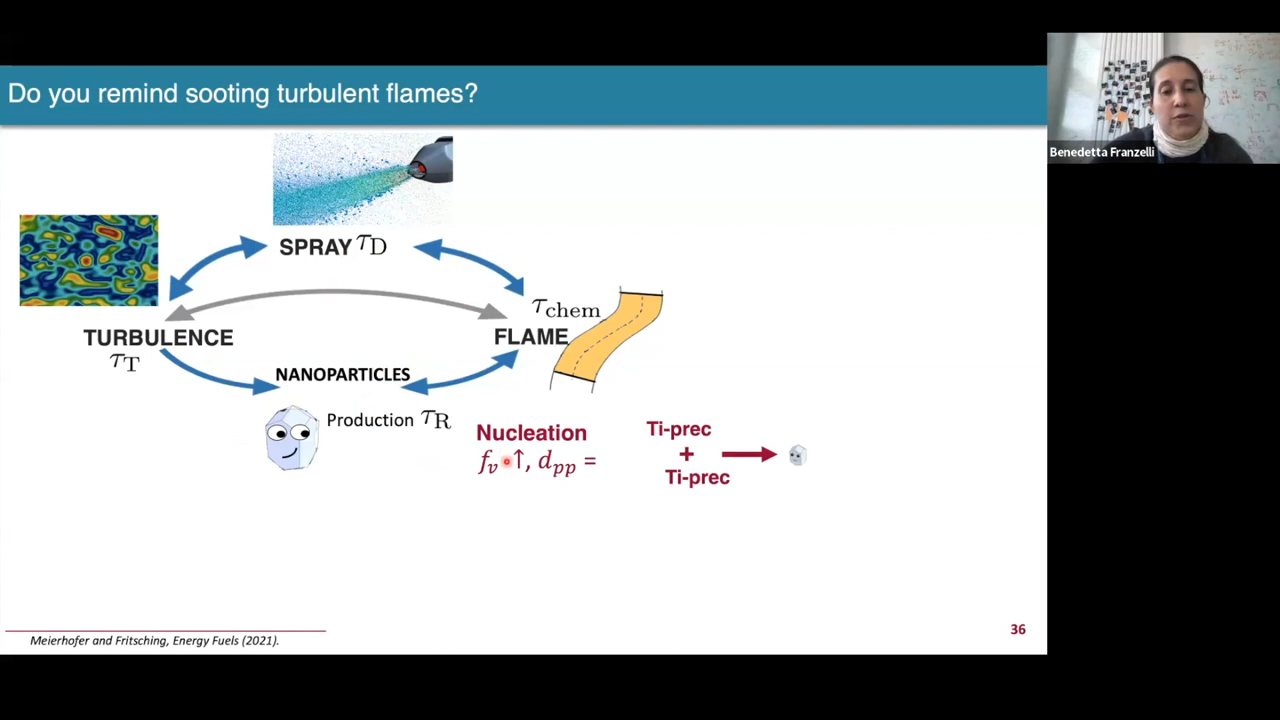 Do you remind sooting turbulent flames?
Benedetta Franzelli
SPRAY τD
τchem
TURBULENCE
τT
FLAME
NANOPARTICLES
Production τR
Nucleation
fv ↑, dpp =
Ti-prec
+
Ti-prec
Meierhofer and Fritsching, Energy Fuels (2021).
36